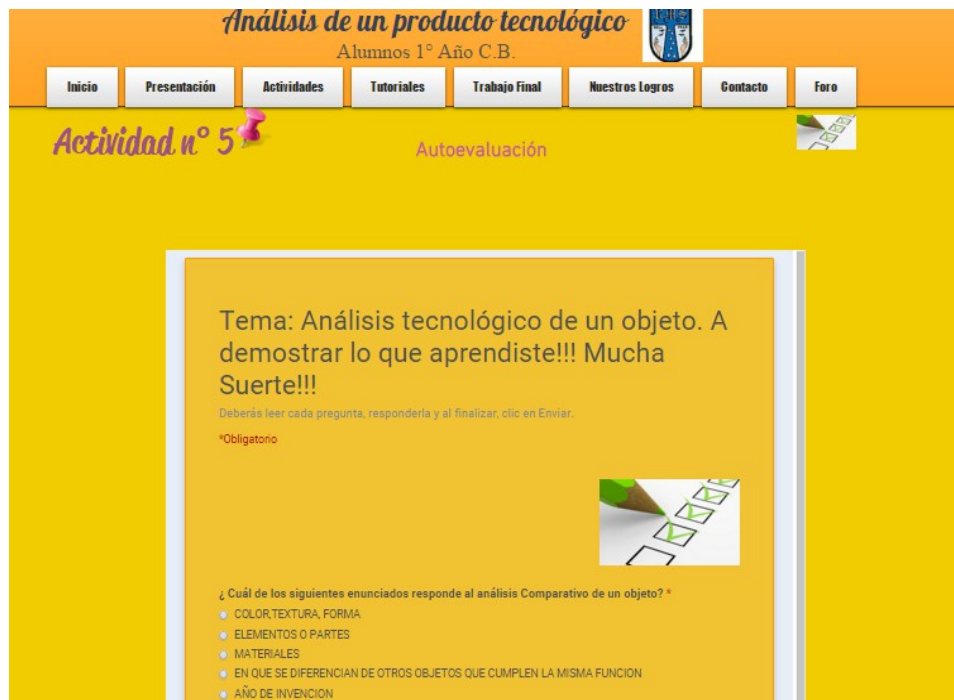 Análisis de un producto tecnológico
Alumnos 1° Año C.B.
Inicio Presentación Actividades Tutoriales Trabajo Final Nuestros Logros Contacto Foro
Actividad nº 5
Autoevaluación
Tema: Análisis tecnológico de un objeto. A
demostrar lo que aprendiste!!! Mucha
Suerte!!!
Deberás leer cada pregunta, responderla y al finalizar, clic en Enviar.
*Obligatorio
¿ Cuál de los siguientes enunciados responde al análisis Comparativo de un objeto? *
COLOR,TEXTURA, FORMA
ELEMENTOS O PARTES
MATERIALES
EN QUE SE DIFERENCIAN DE OTROS OBJETOS QUE CUMPLEN LA MISMA FUNCION
AÑO DE INVENCION